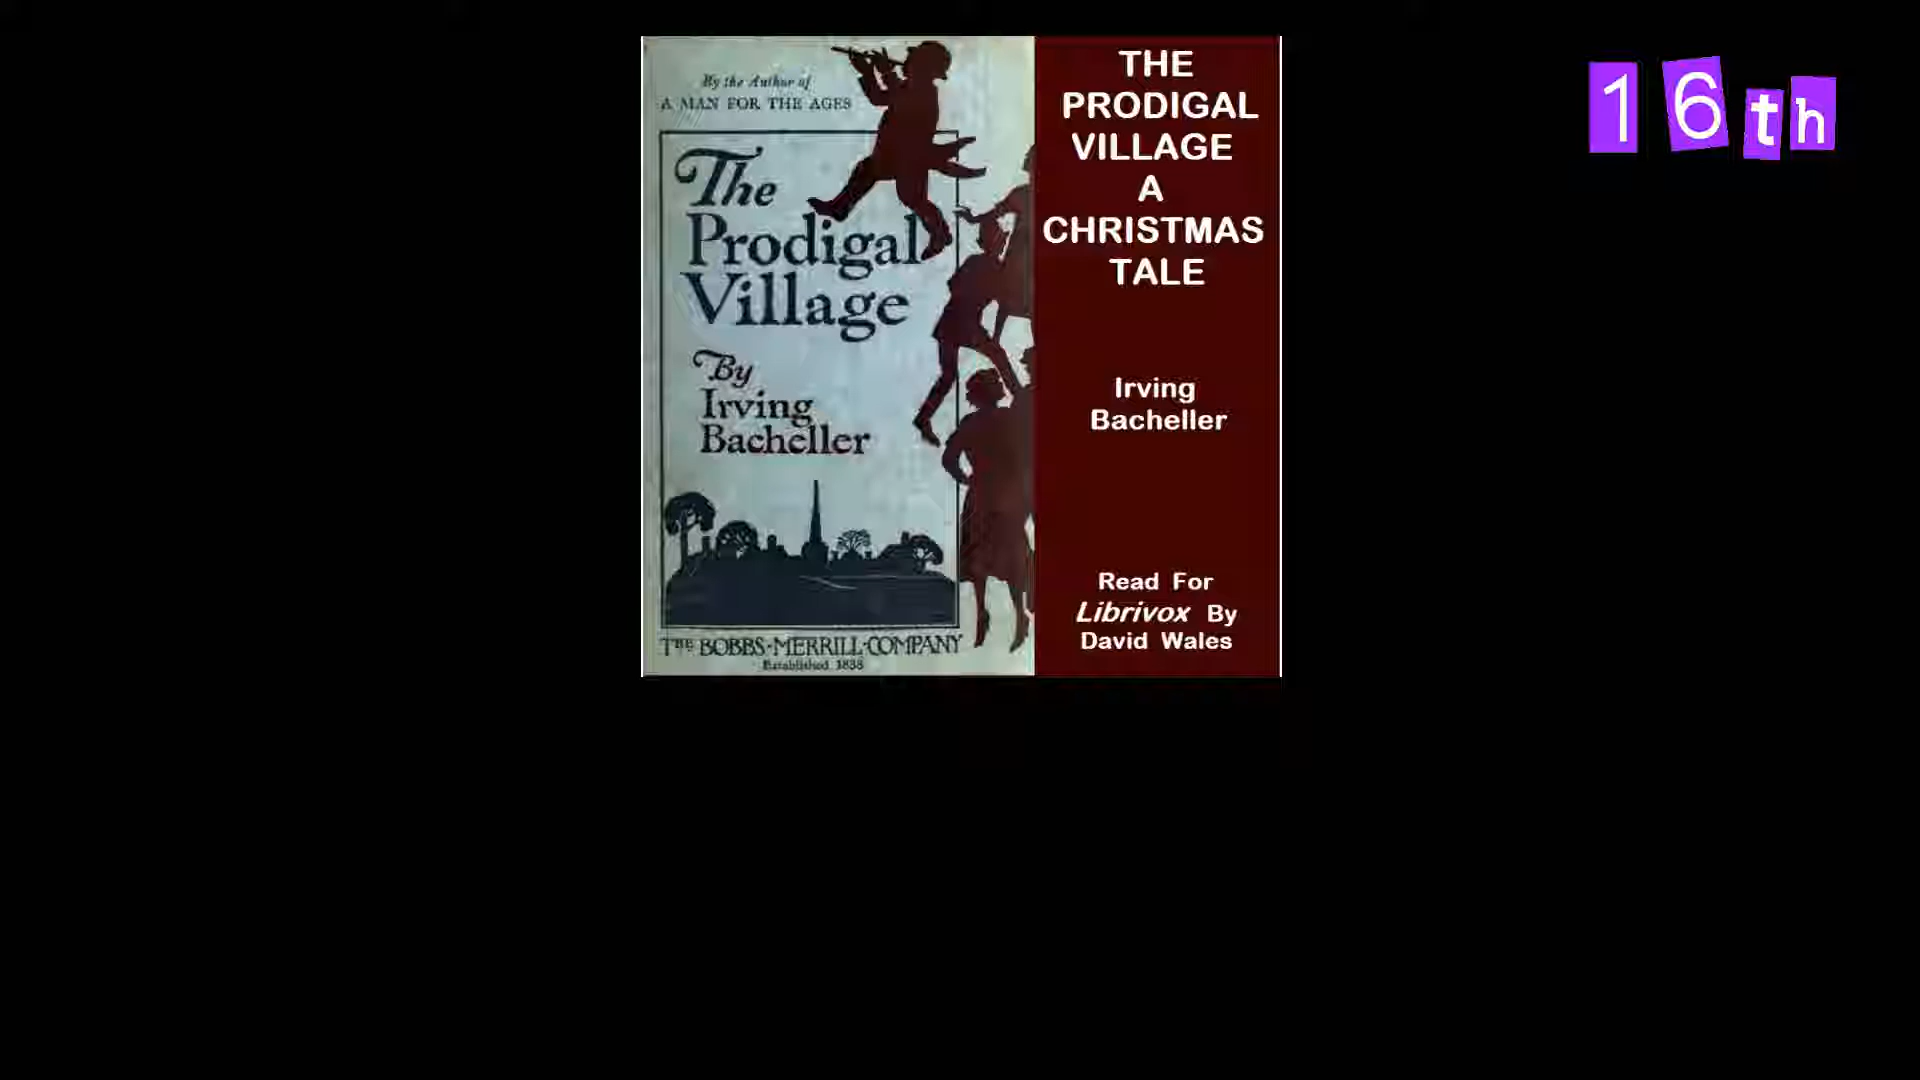 By the Author of
A MAN FOR THE AGES
The
Prodigal
Village
By
Irving
Bacheller
THE BOBBS·MERRILL·COMPANY
Established 1838
THE
PRODIGAL
VILLAGE
A
CHRISTMAS
TALE
Irving
Bacheller
Read For
Librivox By
David Wales
16th